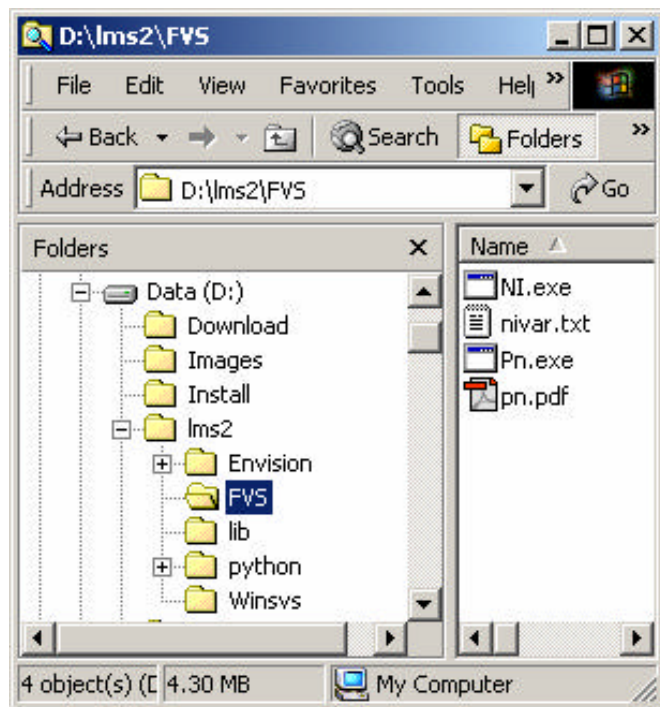 D:\lms2\FVS
File Edit View Favorites Tools Help »
Back Search Folders »
Address D:\lms2\FVS Go
Folders x
Data (D:)
Download
Images
Install
lms2
Envision
FVS
lib
python
Winsvs
Name
NI.exe
nivar.txt
Pn.exe
pn.pdf
4 object(s) (D 4.30 MB My Computer